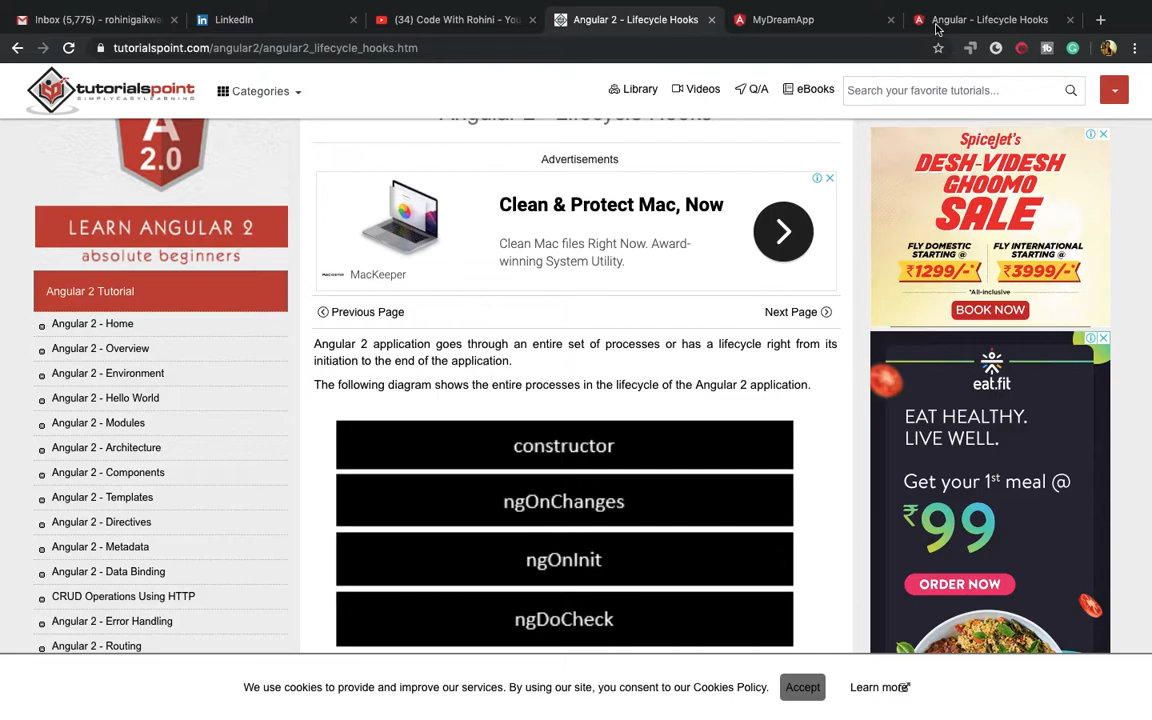 Inbox (5,775) - rohinigaikwa
LinkedIn
(34) Code With Rohini - You
Angular 2 - Lifecycle Hooks
MyDreamApp
Angular - Lifecycle Hooks
tutorialspoint.com/angular2/angular2_lifecycle_hooks.htm
tutorialspoint
SIMPLYEASYLEARNING
Categories
Library
Videos
Q/A
eBooks
Search your favorite tutorials...
A
2.0
LEARN ANGULAR 2
absolute beginners
Angular 2 Tutorial
Angular 2 - Home
Angular 2 - Overview
Angular 2 - Environment
Angular 2 - Hello World
Angular 2 - Modules
Angular 2 - Architecture
Angular 2 - Components
Angular 2 - Templates
Angular 2 - Directives
Angular 2 - Metadata
Angular 2 - Data Binding
CRUD Operations Using HTTP
Angular 2 - Error Handling
Angular 2 - Routing
Angular 2 - Lifecycle Hooks
Advertisements
Clean & Protect Mac, Now
Clean Mac files Right Now. Award-
winning System Utility.
MacKeeper
Previous Page
Next Page
Angular 2 application goes through an entire set of processes or has a lifecycle right from its
initiation to the end of the application.
The following diagram shows the entire processes in the lifecycle of the Angular 2 application.
constructor
ngOnChanges
ngOnInit
ngDoCheck
SpiceJet's
DESH-VIDESH
GHOOMO
SALE
FLY DOMESTIC
STARTING @
₹1299/-*
FLY INTERNATIONAL
STARTING @
₹3999/-*
*All-inclusive
BOOK NOW
eat.fit
EAT HEALTHY.
LIVE WELL.
Get your 1st meal @
₹99
ORDER NOW
We use cookies to provide and improve our services. By using our site, you consent to our Cookies Policy.
Accept
Learn more